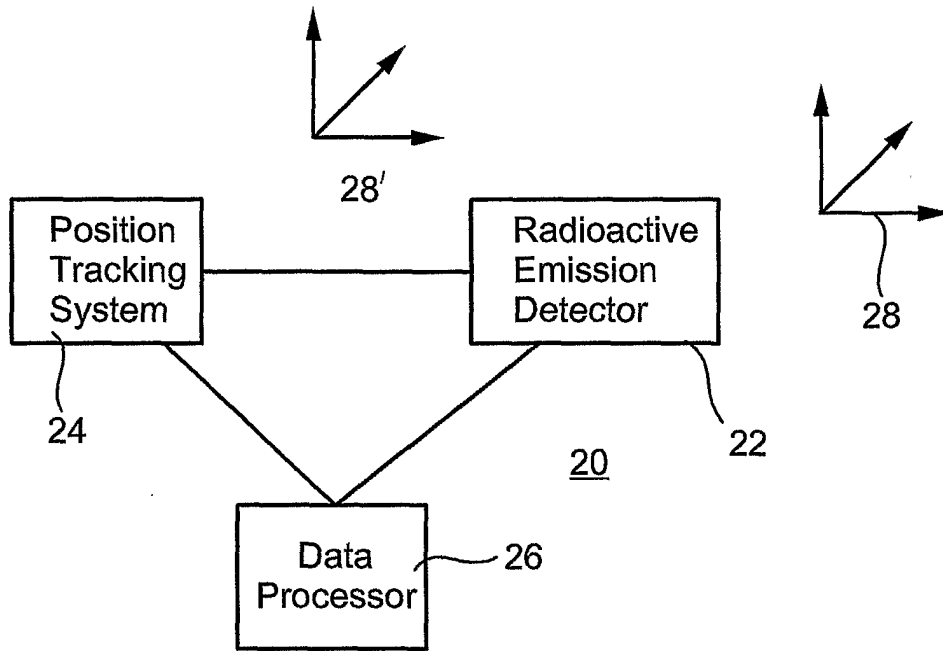 28′
Position
Tracking
System
Radioactive
Emission
Detector
28
24
22
20
Data
Processor
26